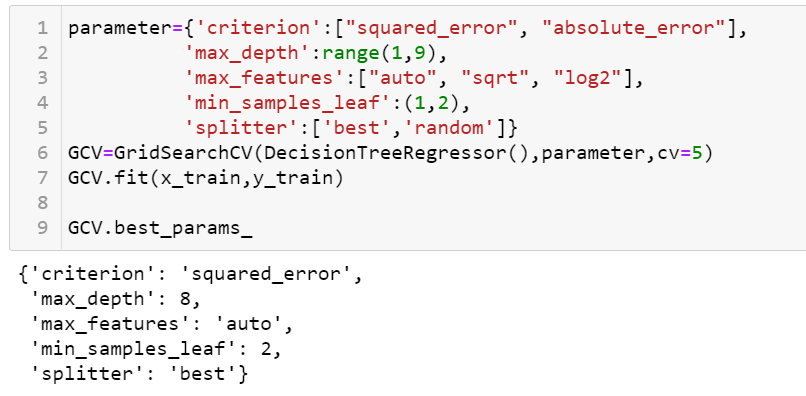 1 parameter={'criterion':["squared_error", "absolute_error"],
2 'max_depth':range(1,9),
3 'max_features':["auto", "sqrt", "log2"],
4 'min_samples_leaf':(1,2),
5 'splitter':['best','random']}
6 GCV=GridSearchCV(DecisionTreeRegressor(),parameter,cv=5)
7 GCV.fit(x_train,y_train)
8
9 GCV.best_params_
{'criterion': 'squared_error',
'max_depth': 8,
'max_features': 'auto',
'min_samples_leaf': 2,
'splitter': 'best'}